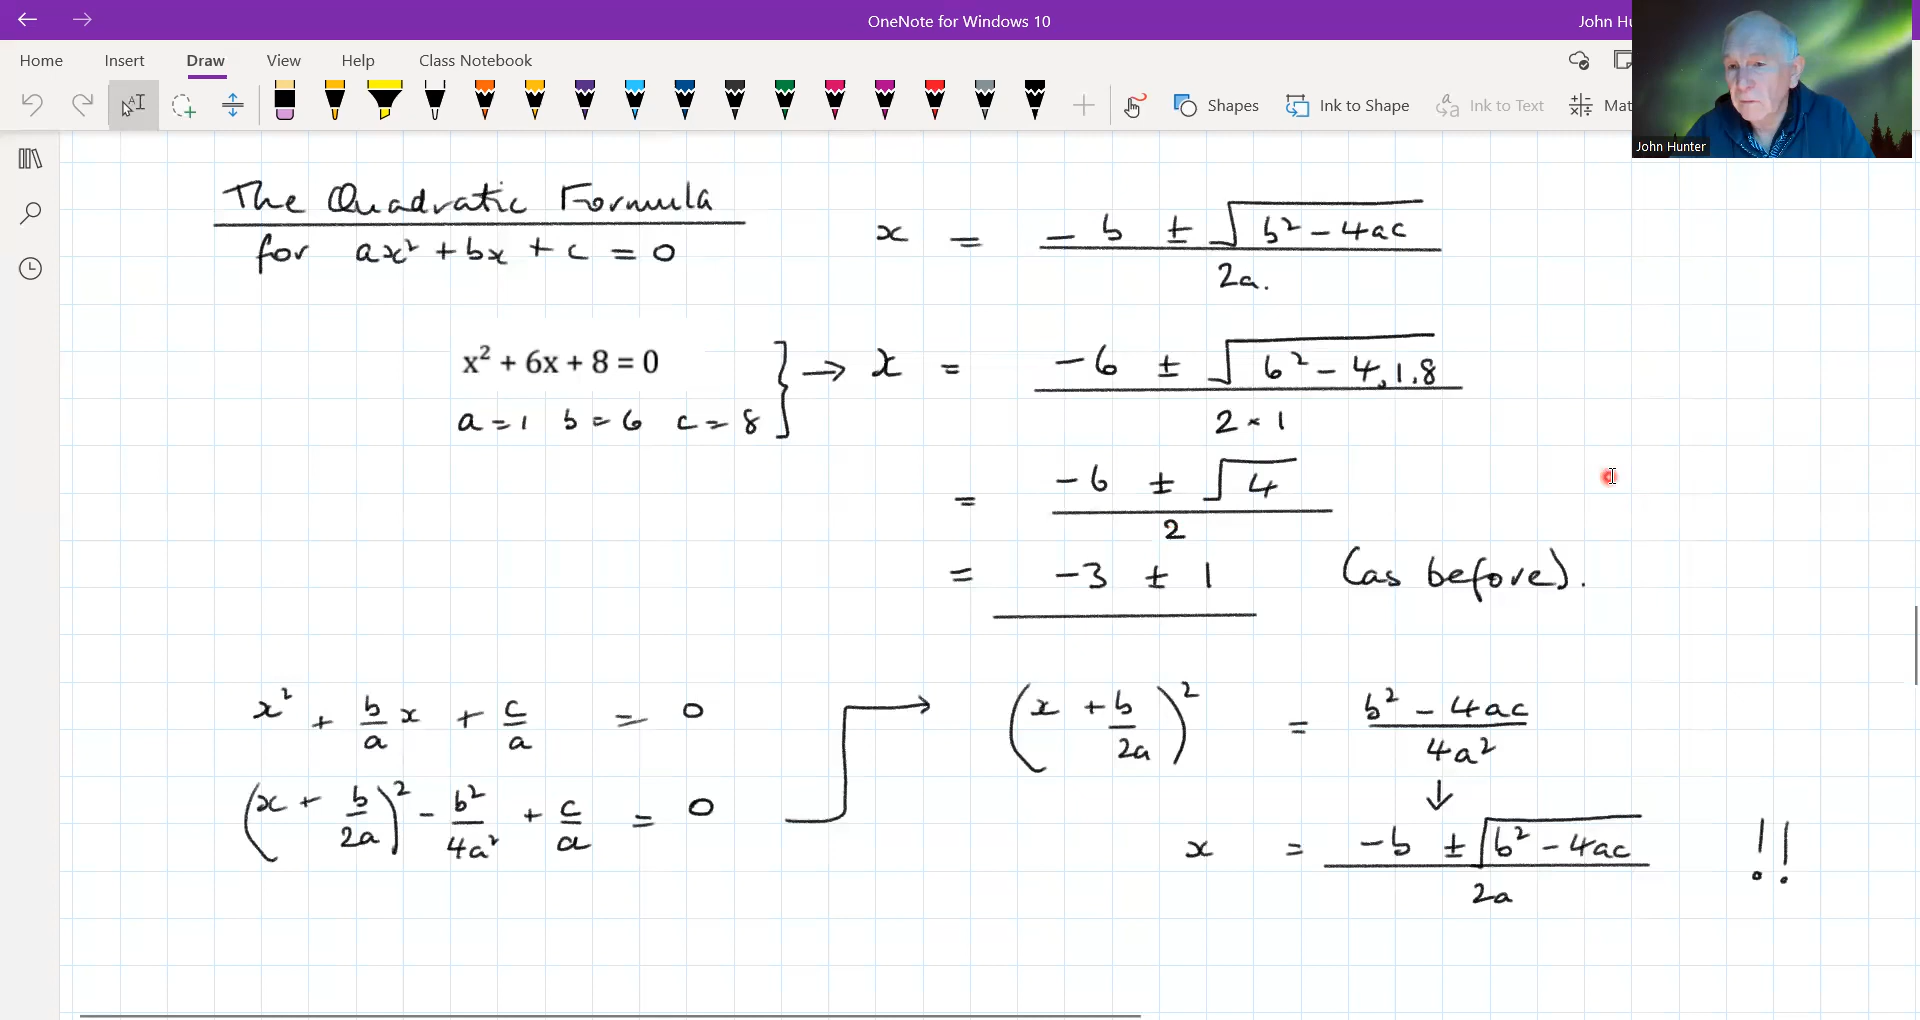 OneNote for Windows 10
John Hu
Home Insert Draw View Help Class Notebook
Shapes Ink to Shape Ink to Text Mat
John Hunter
The Quadratic Formula
for ax² + bx + c = 0
x = -b ± √(b² - 4ac) / 2a.
x² + 6x + 8 = 0
a = 1 b = 6 c = 8
} → x = -6 ± √(6² - 4.1.8) / 2 × 1
= -6 ± √4 / 2
= -3 ± 1 (as before).
x² + b/a x + c/a = 0
(x + b/2a)² - b²/4a² + c/a = 0
→ (x + b/2a)² = b² - 4ac / 4a²
↓
x = -b ± √(b² - 4ac) / 2a !!